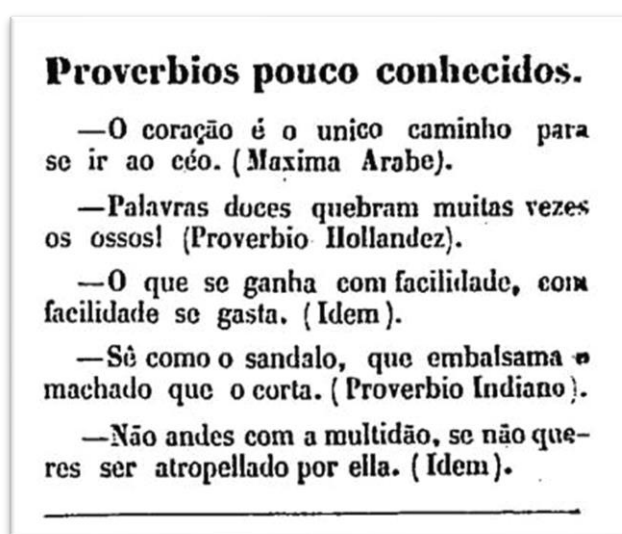 Proverbios pouco conhecidos.
—O coração é o unico caminho para
se ir ao céo. (Maxima Arabe).
—Palavras doces quebram muitas vezes
os ossos! (Proverbio Hollandez).
—O que se ganha com facilidade, com
facilidade se gasta. (Idem).
—Sê como o sandalo, que embalsama o
machado que o corta. (Proverbio Indiano).
—Não andes com a multidão, se não que-
res ser atropellado por ella. (Idem).